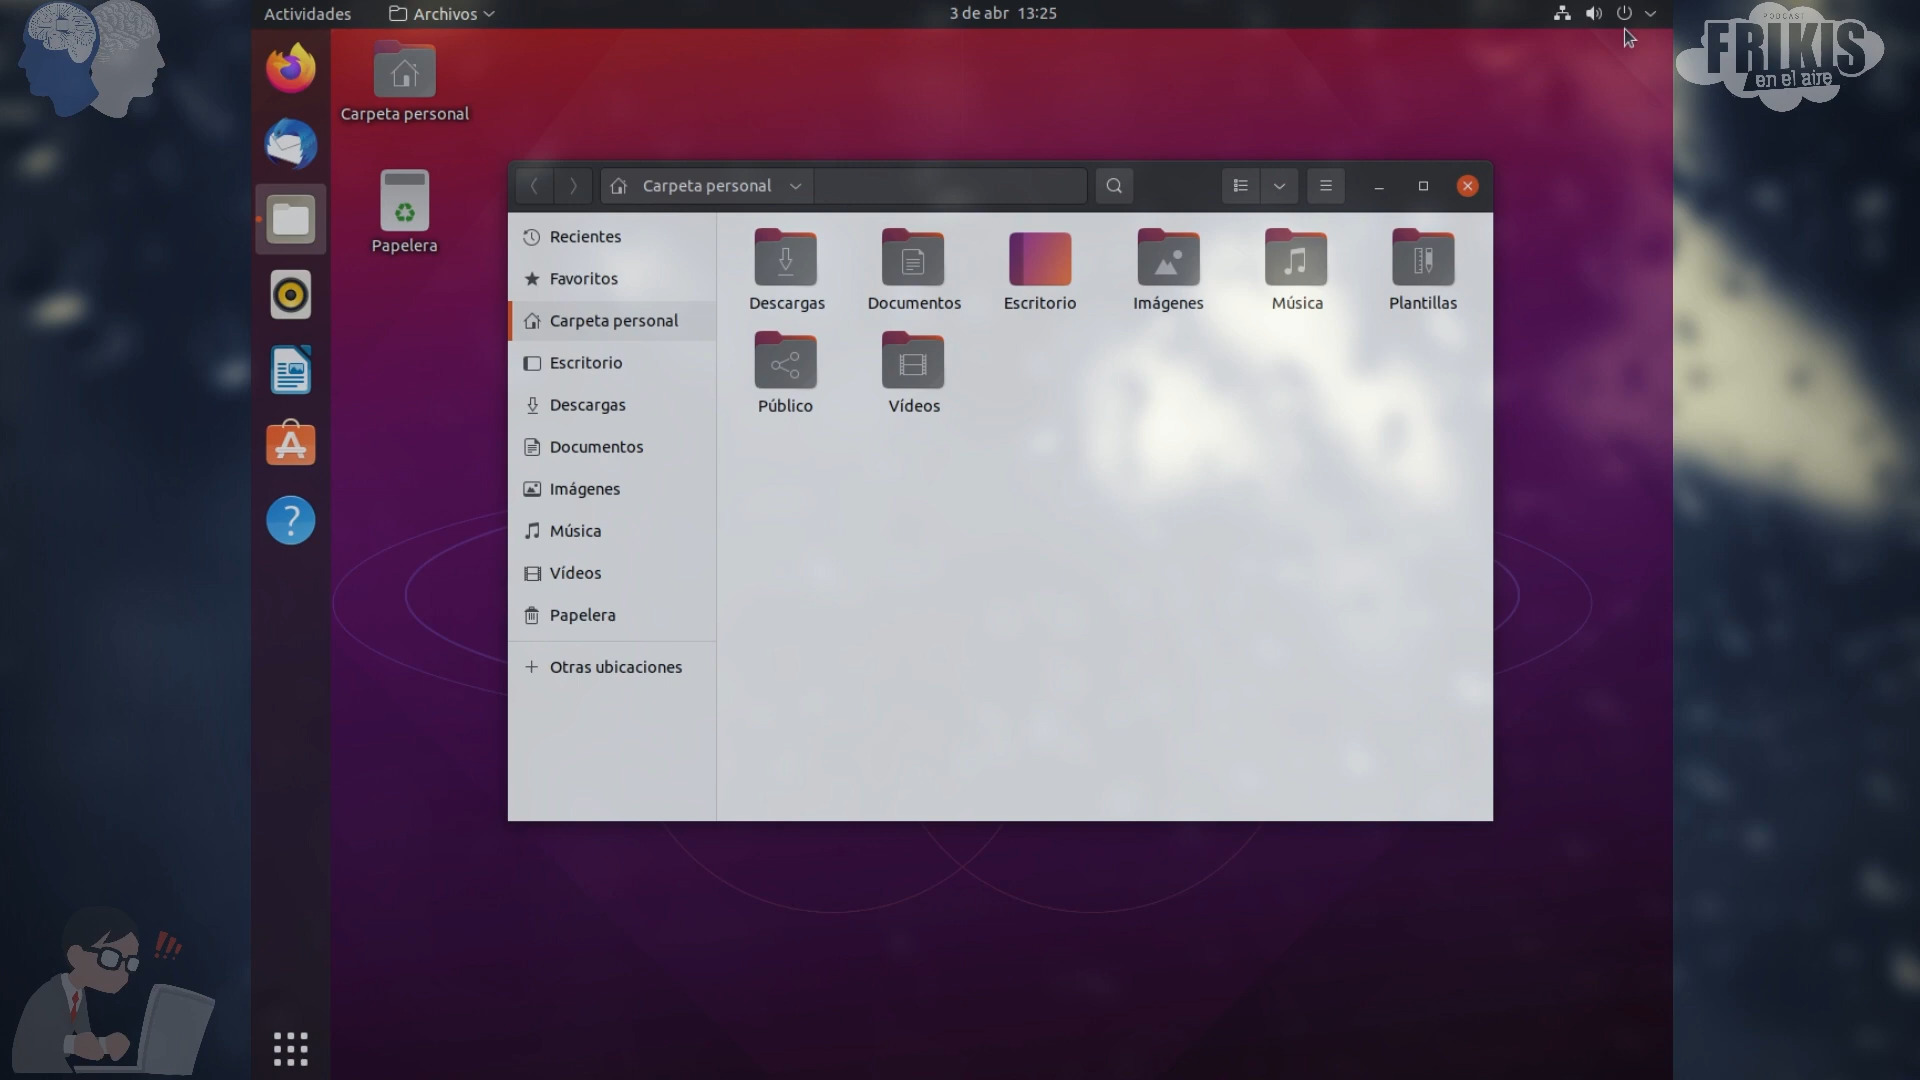 Actividades
Archivos
3 de abr 13:25
PODCAST
FRIKIS
en el aire
Carpeta personal
Papelera
Carpeta personal
Recientes
Favoritos
Carpeta personal
Escritorio
Descargas
Documentos
Imágenes
Música
Vídeos
Papelera
+ Otras ubicaciones
Descargas
Documentos
Escritorio
Imágenes
Música
Plantillas
Público
Vídeos
?
!!!